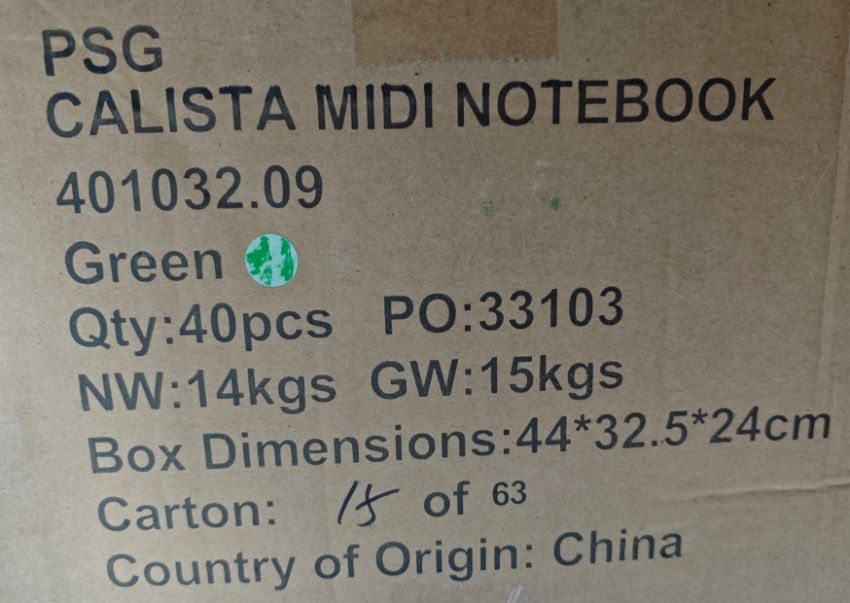 PSG
CALISTA MIDI NOTEBOOK
401032.09
Green
Qty:40pcs PO:33103
NW:14kgs GW:15kgs
Box Dimensions:44*32.5*24cm
Carton: 15 of 63
Country of Origin: China